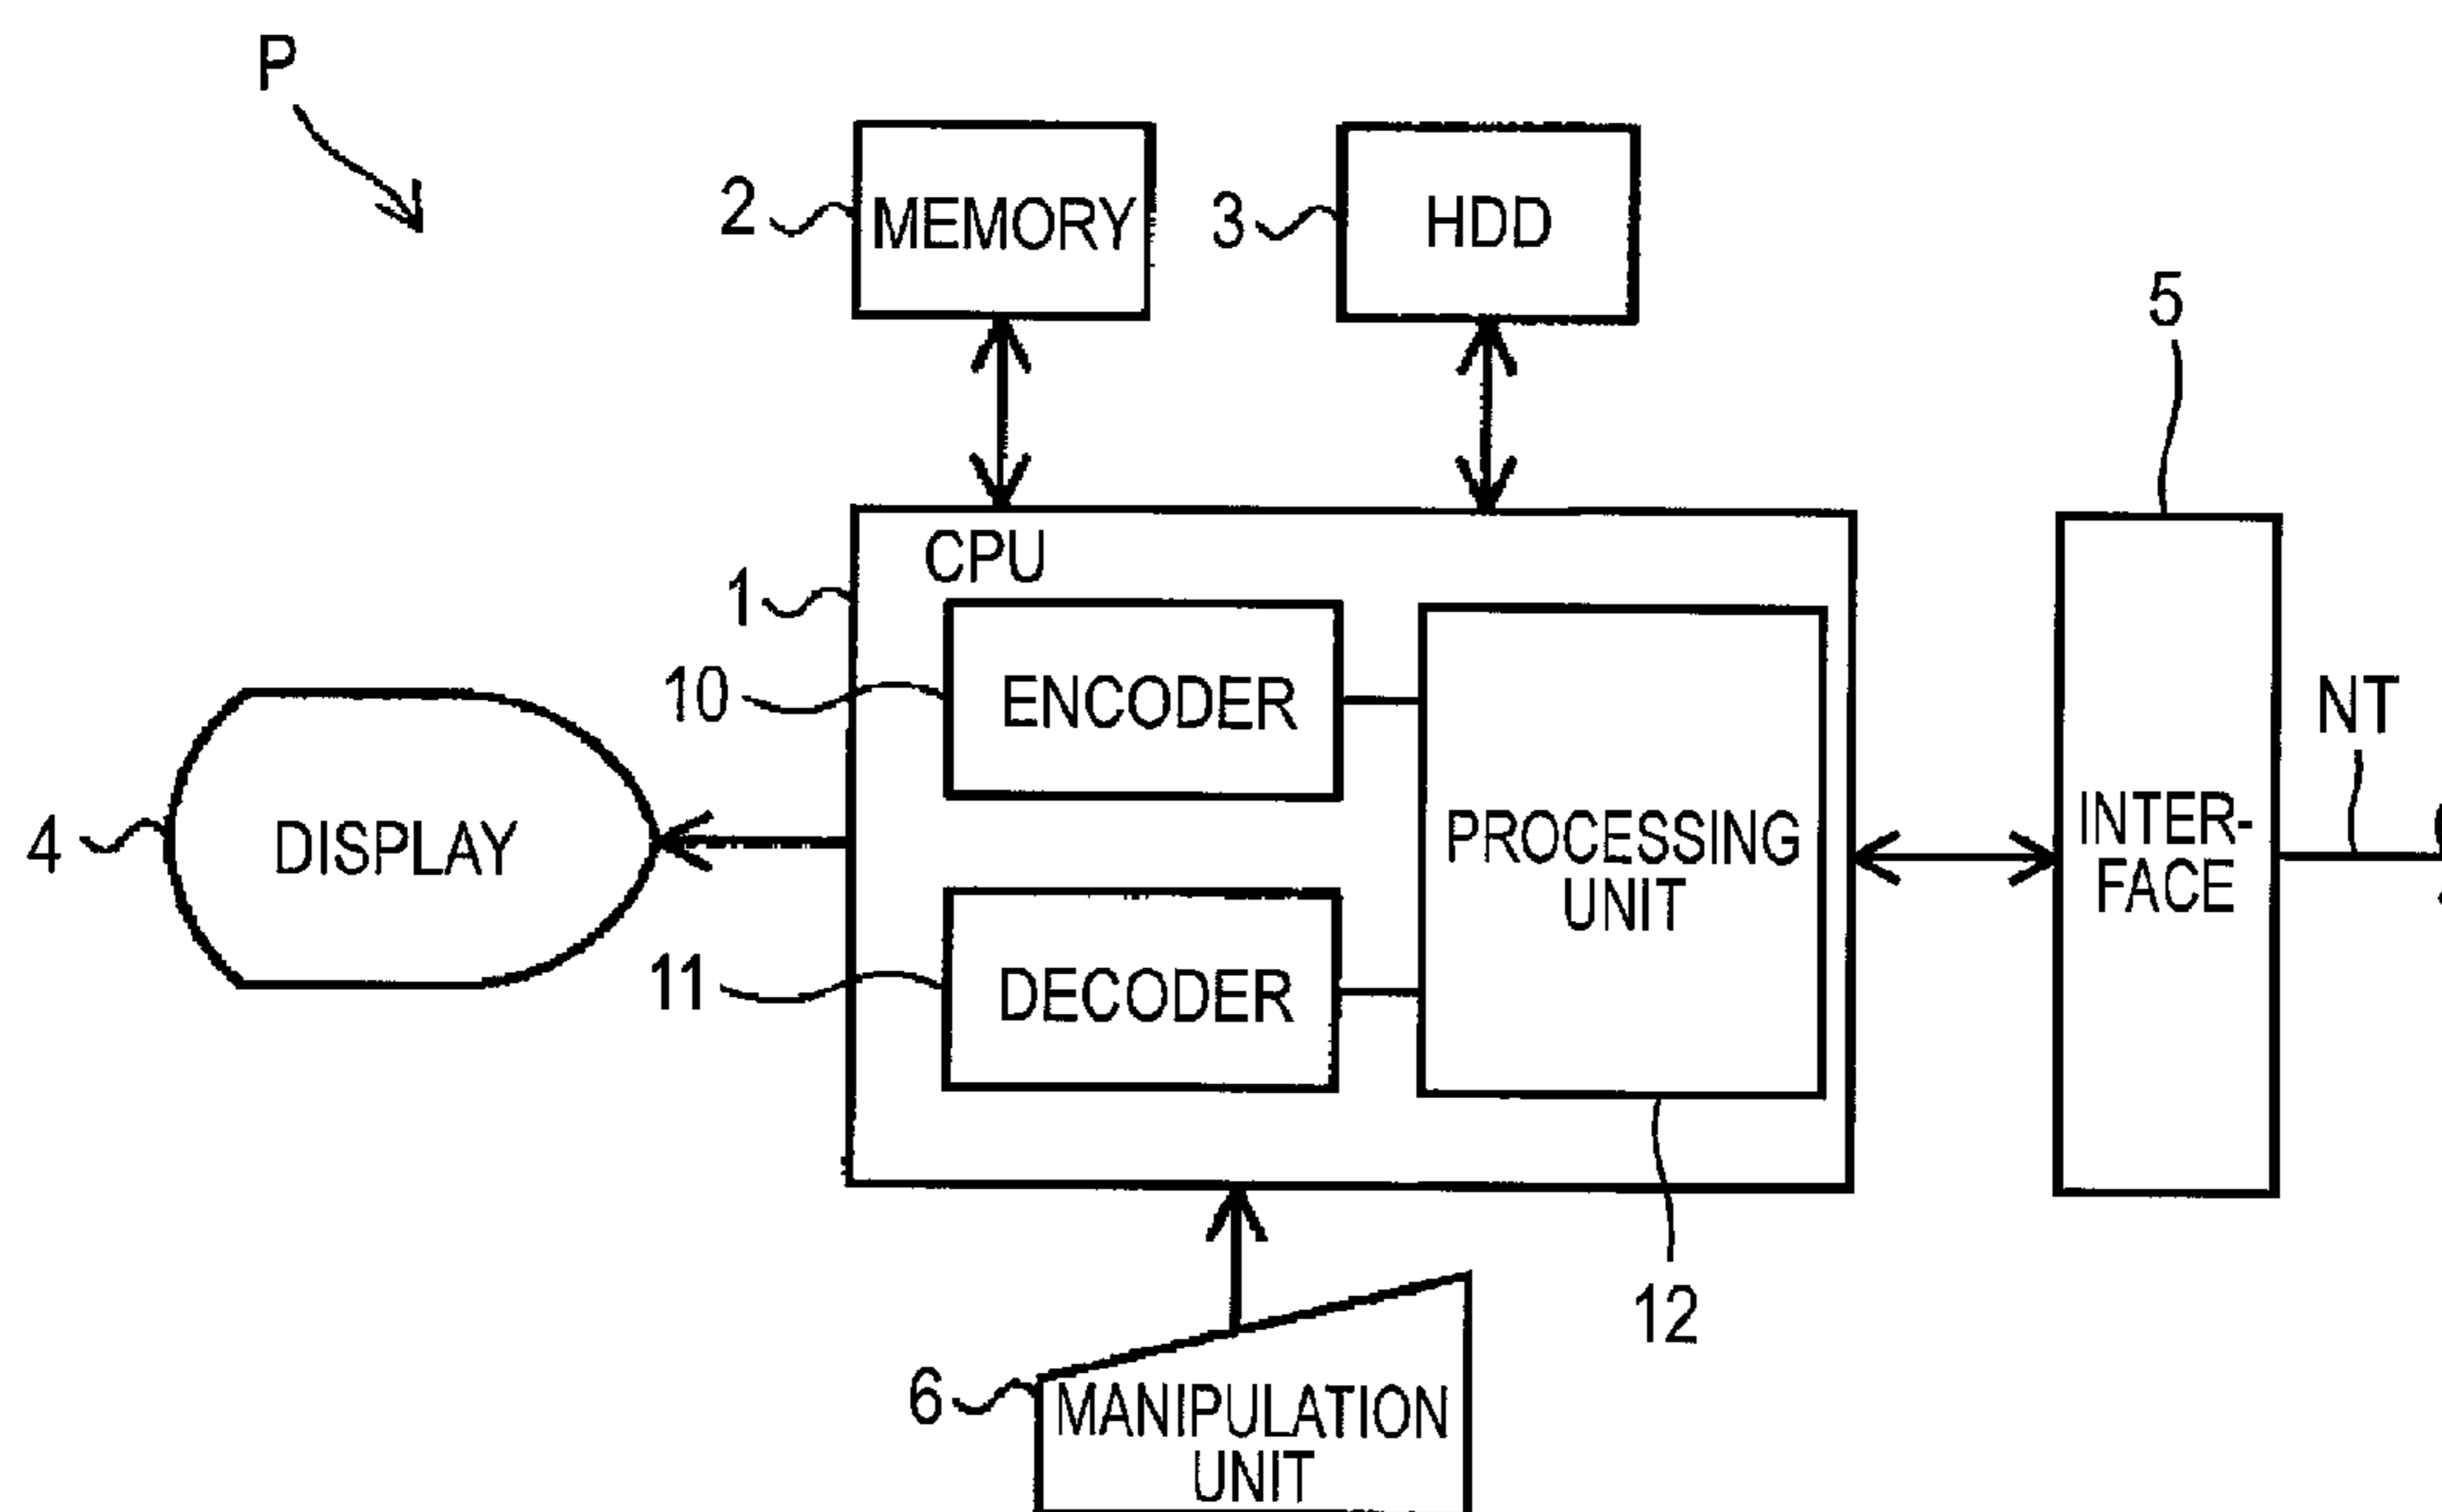 P
2
MEMORY
3
HDD
5
CPU
1
10
ENCODER
NT
4
DISPLAY
PROCESSING
UNIT
INTER-
FACE
11
DECODER
12
6
MANIPULATION
UNIT